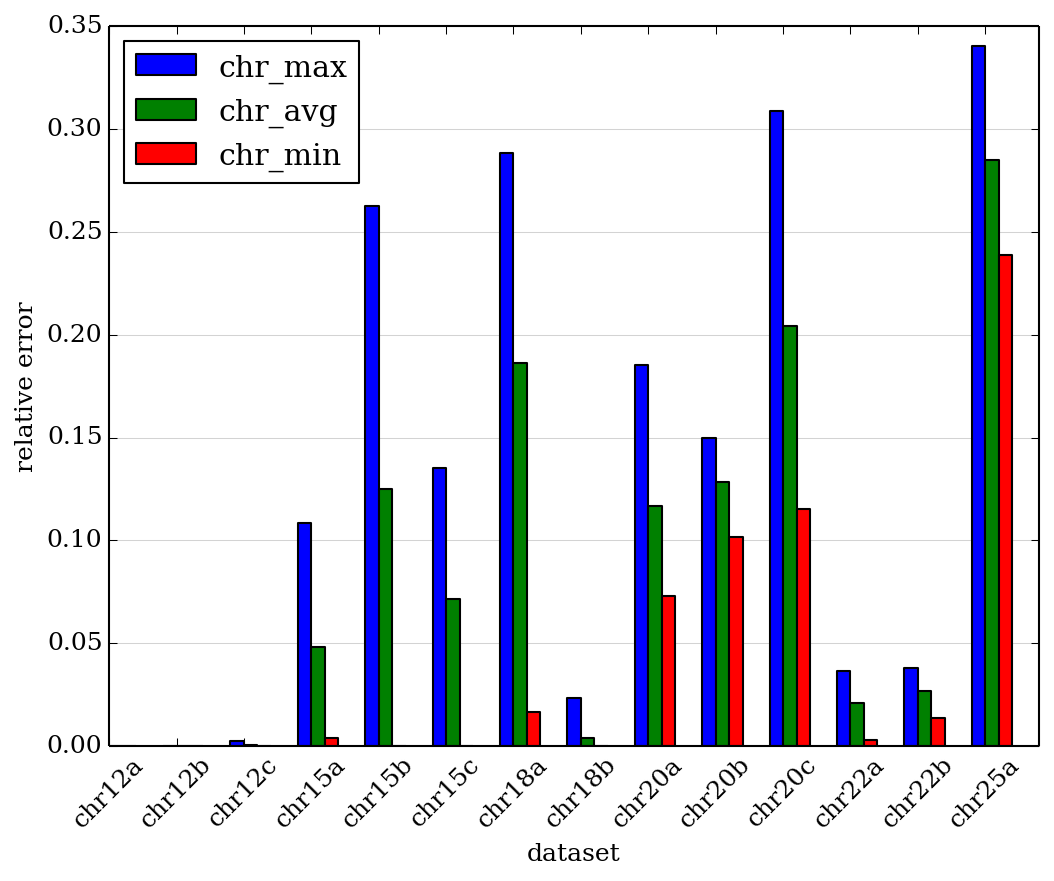 0.35
0.30
0.25
0.20
0.15
0.10
0.05
0.00
relative error
chr_max
chr_avg
chr_min
chr12a
chr12b
chr12c
chr15a
chr15b
chr15c
chr18a
chr18b
chr20a
chr20b
chr20c
chr22a
chr22b
chr25a
dataset